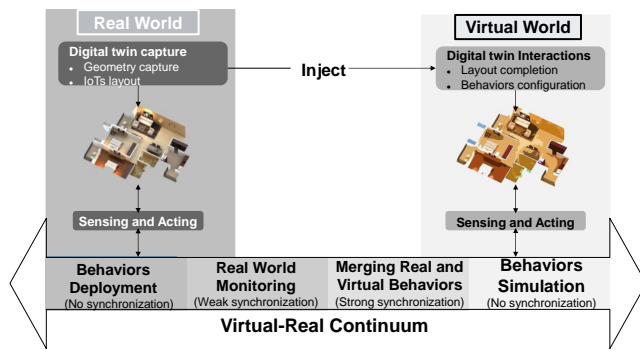 Real World
Digital twin capture
• Geometry capture
• IoTs layout
Sensing and Acting
Inject
Virtual World
Digital twin Interactions
• Layout completion
• Behaviors configuration
Sensing and Acting
Behaviors
Deployment
(No synchronization)
Real World
Monitoring
(Weak synchronization)
Merging Real and
Virtual Behaviors
(Strong synchronization)
Behaviors
Simulation
(No synchronization)
Virtual-Real Continuum